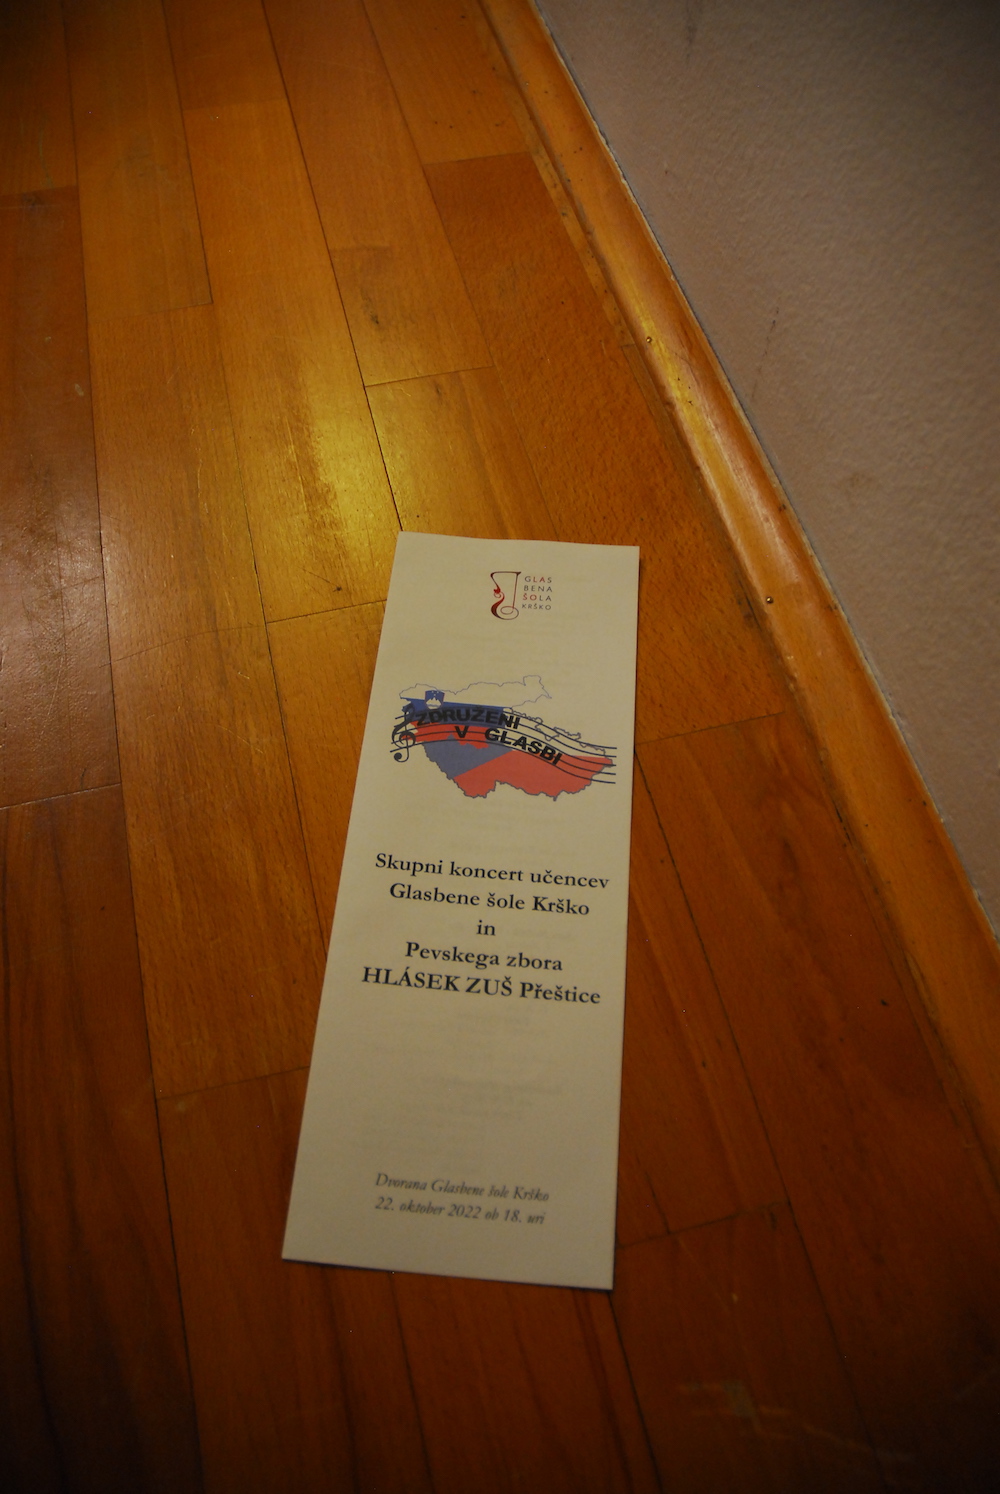 GLAS
BENA
ŠOLA
KRŠKO
ZDRUŽENI
V GLASBI
Skupni koncert učencev
Glasbene šole Krško
in
Pevskega zbora
HLÁSEK ZUŠ Přeštice
Dvorana Glasbene šole Krško
22. oktober 2022 ob 18. uri